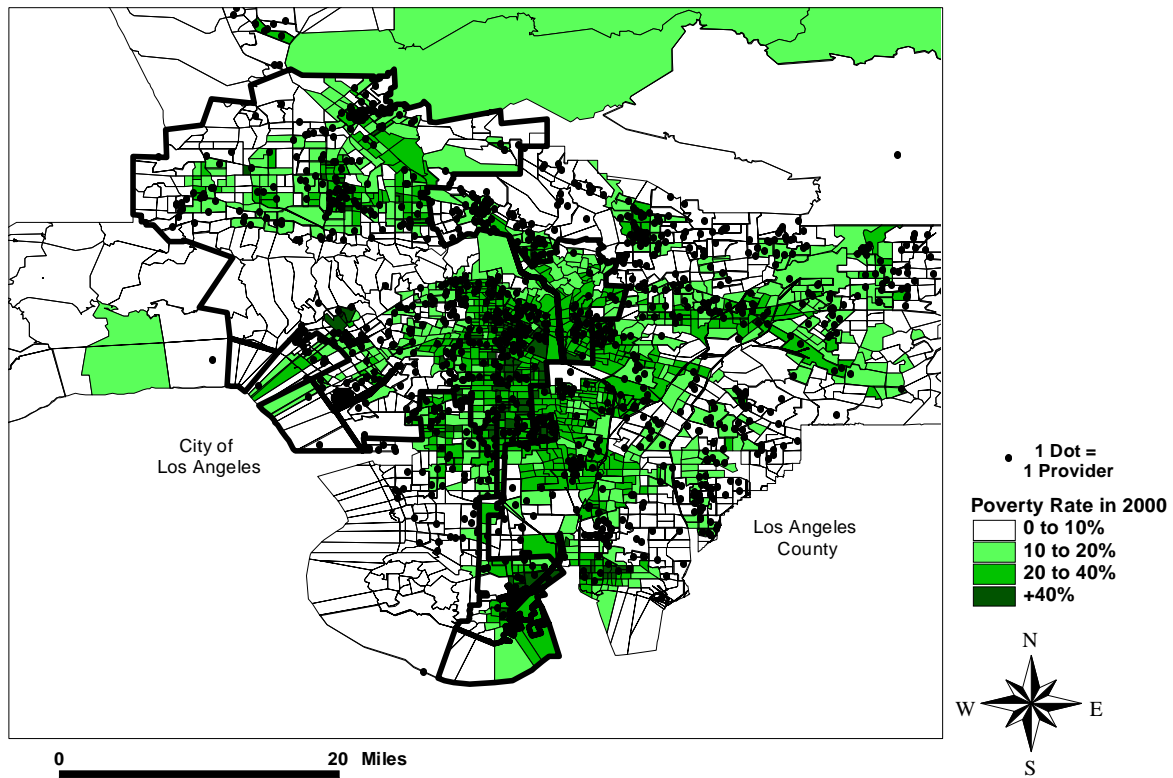 City of
Los Angeles
Los Angeles
County
1 Dot =
1 Provider
Poverty Rate in 2000
0 to 10%
10 to 20%
20 to 40%
+40%
N
W E
S
0 20 Miles